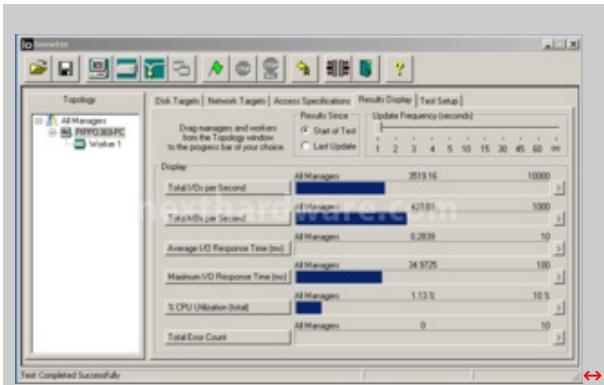 Iometer
Topology
All Managers
PIPPO369-PC
Worker 1
Disk Targets
Network Targets
Access Specifications
Results Display
Test Setup
Drag managers and workers
from the Topology window
to the progress bar of your choice.
Results Since
Start of Test
Last Update
Update Frequency (seconds)
1 2 3 4 5 10 15 30 45 60 oo
Display
Total I/Os per Second
All Managers 3519.16 10000
Total MBs per Second
All Managers 1000
nexthardware.com
Average I/O Response Time (ms)
All Managers 0.2839 10
Maximum I/O Response Time (ms)
All Managers 34.9725 100
% CPU Utilization (total)
All Managers 1.13 % 10 %
Total Error Count
All Managers 0 10
Test Completed Successfully